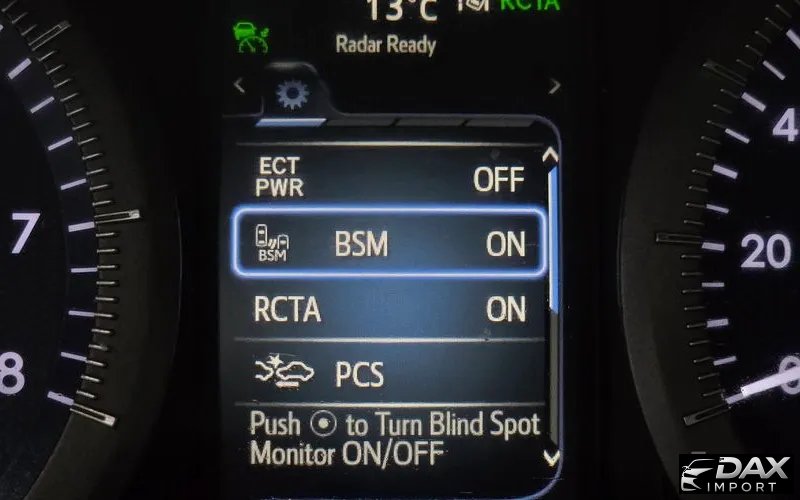 13°C RCTA
Radar Ready
ECT
PWR OFF
BSM BSM ON
RCTA ON
PCS
Push to Turn Blind Spot
Monitor ON/OFF
7
8
4
20
0
DAX
IMPORT